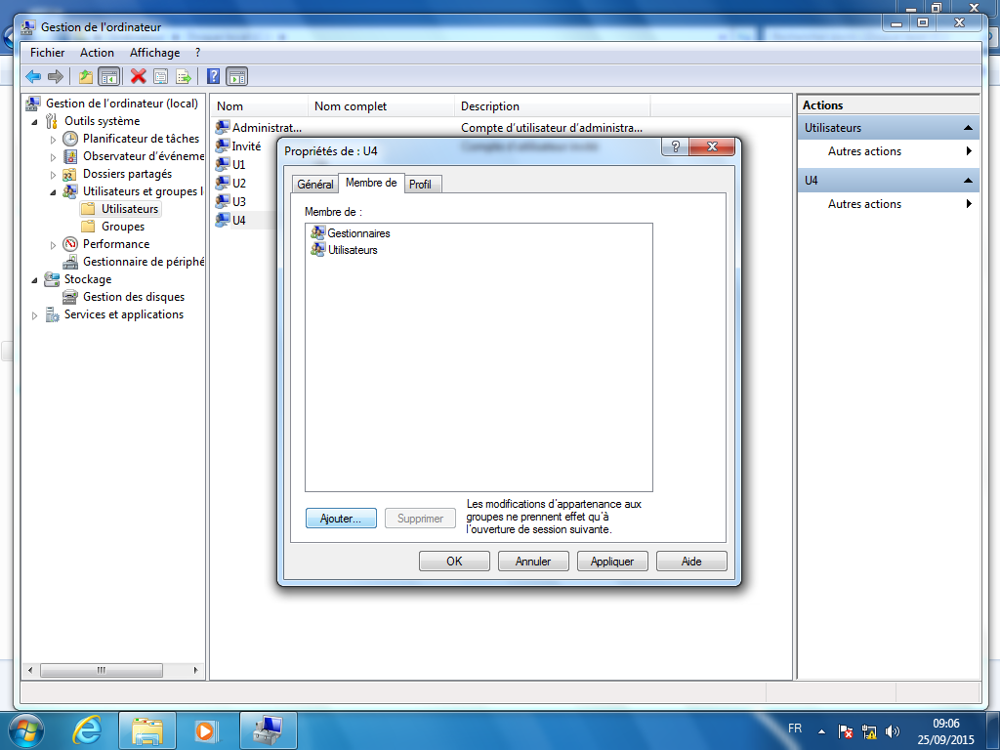 Gestion de l'ordinateur
Fichier Action Affichage ?
Gestion de l'ordinateur (local)
Outils système
Planificateur de tâches
Observateur d'événeme
Dossiers partagés
Utilisateurs et groupes l
Utilisateurs
Groupes
Performance
Gestionnaire de périphé
Stockage
Gestion des disques
Services et applications
Nom Nom complet Description
Administrat... Compte d'utilisateur d'administra...
Invité
U1
U2
U3
U4
Propriétés de : U4
?
Général Membre de Profil
Membre de :
Gestionnaires
Utilisateurs
Ajouter... Supprimer
Les modifications d'appartenance aux
groupes ne prennent effet qu'à
l'ouverture de session suivante.
OK Annuler Appliquer Aide
Actions
Utilisateurs
Autres actions
U4
Autres actions
FR
09:06
25/09/2015